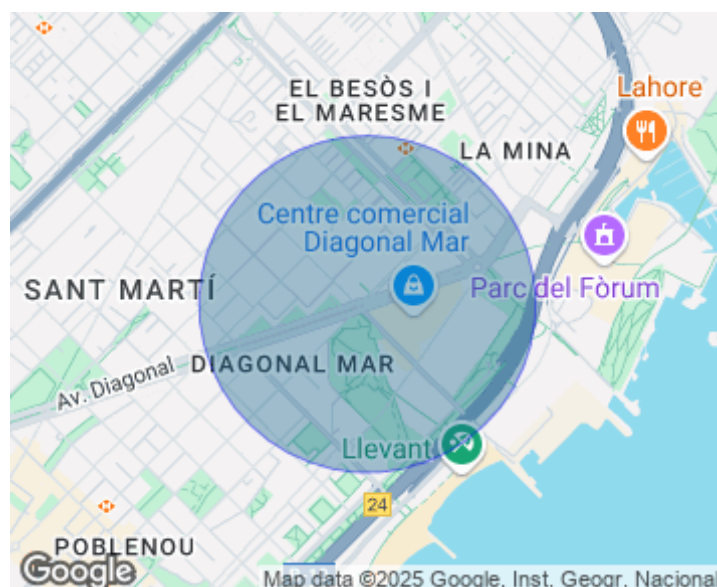 EL BESÒS I
EL MARESME
Lahore
LA MINA
Centre comercial
Diagonal Mar
SANT MARTÍ
Parc del Fòrum
DIAGONAL MAR
Av. Diagonal
Llevant
24
POBLENOU
Google
Map data ©2025 Google, Inst. Geogr. Nacional